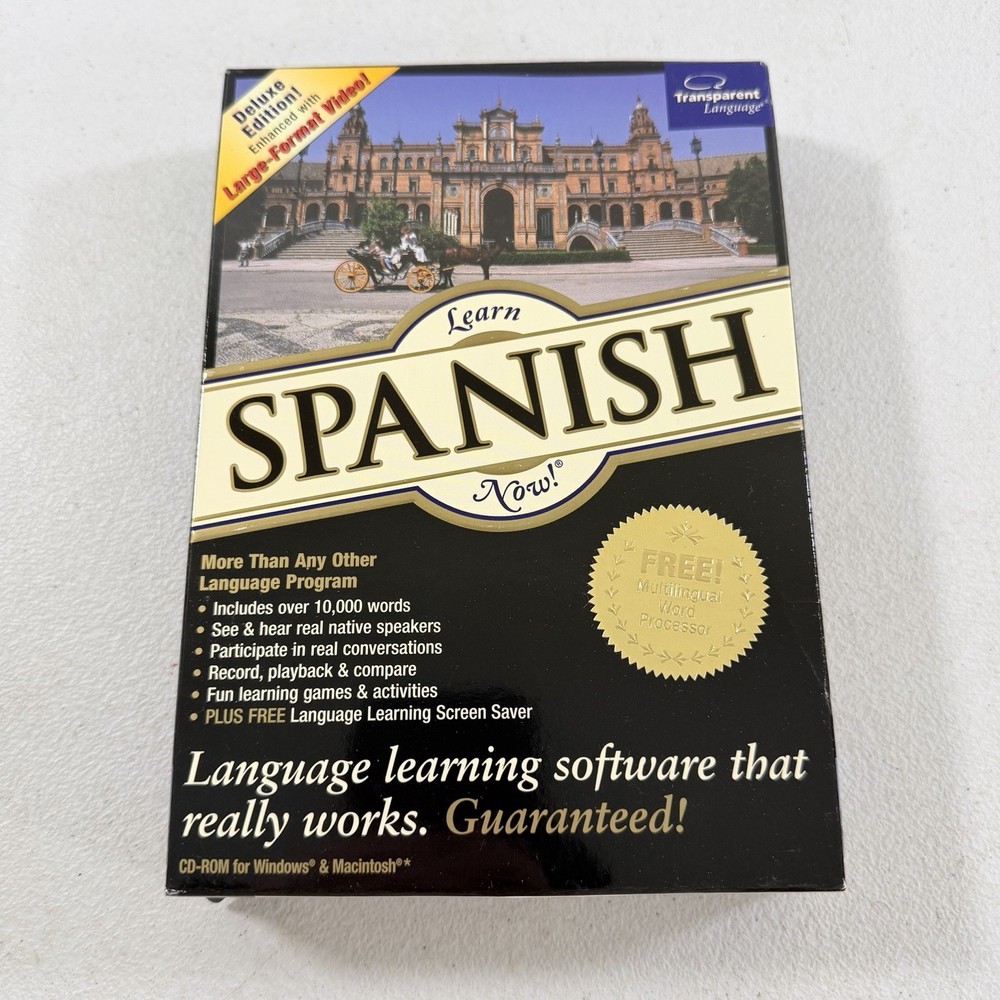 Deluxe
Edition!
Enhanced with
Large-Format Video!
Transparent
Language®
Learn
SPANISH
Now!®
More Than Any Other
Language Program
• Includes over 10,000 words
• See & hear real native speakers
• Participate in real conversations
• Record, playback & compare
• Fun learning games & activities
• PLUS FREE Language Learning Screen Saver
FREE!
Multilingual
Word
Processor
Language learning software that
really works. Guaranteed!
CD-ROM for Windows® & Macintosh®*